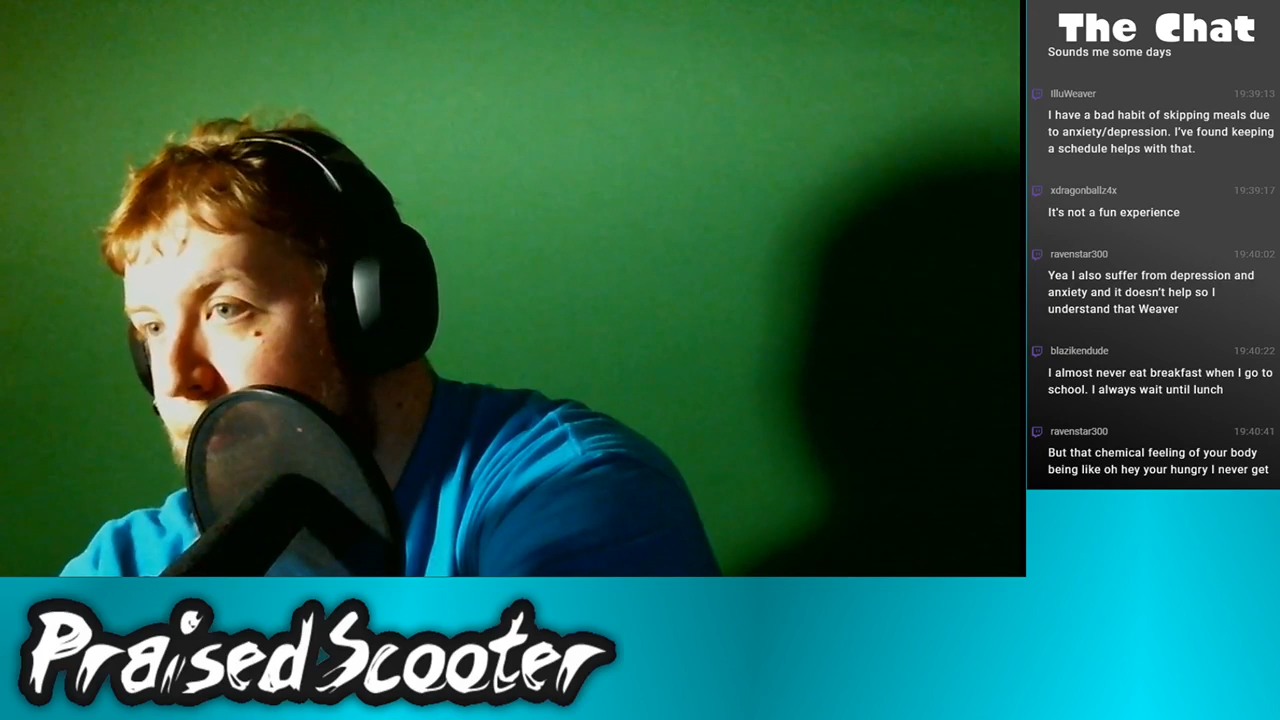 The Chat
Sounds me some days
IlluWeaver 19:39:13
I have a bad habit of skipping meals due
to anxiety/depression. I've found keeping
a schedule helps with that.
xdragonballz4x 19:39:17
It's not a fun experience
ravenstar300 19:40:02
Yea I also suffer from depression and
anxiety and it doesn't help so I
understand that Weaver
blazikendude 19:40:22
I almost never eat breakfast when I go to
school. I always wait until lunch
ravenstar300 19:40:41
But that chemical feeling of your body
being like oh hey your hungry I never get
PraisedScooter